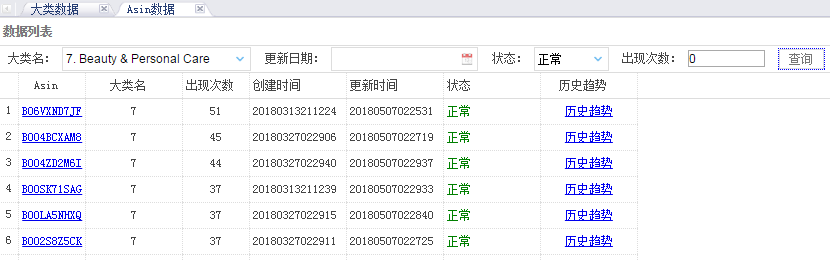 大类数据 Asin数据
数据列表
大类名： 7. Beauty & Personal Care 更新日期： 状态： 正常 出现次数： 0 查询
Asin 大类名 出现次数 创建时间 更新时间 状态 历史趋势
1 B06VXND7JF 7 51 20180313211224 20180507022531 正常 历史趋势
2 B004BCXAM8 7 45 20180327022906 20180507022719 正常 历史趋势
3 B004ZD2M6I 7 44 20180327022940 20180507022937 正常 历史趋势
4 B00SK71SAG 7 37 20180313211239 20180507022933 正常 历史趋势
5 B00LA5NHXQ 7 37 20180327022915 20180507022840 正常 历史趋势
6 B002S8Z5CK 7 37 20180327022911 20180507022725 正常 历史趋势